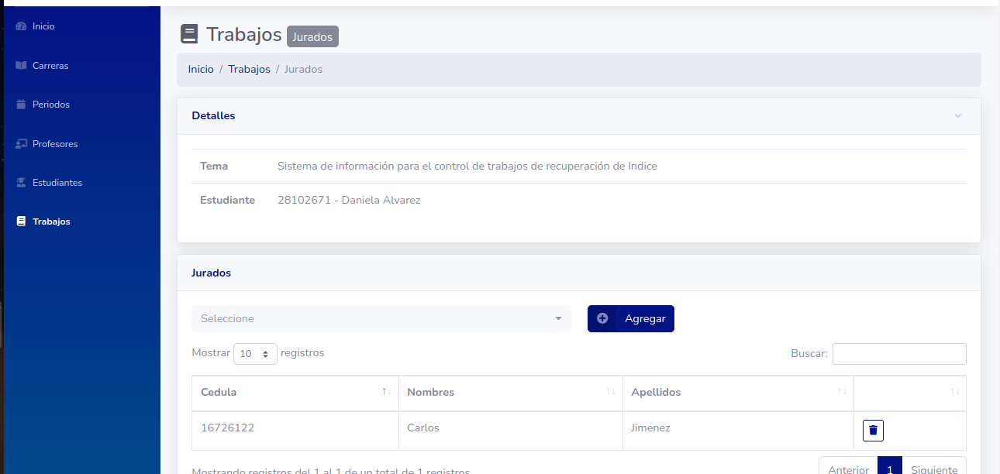 Inicio
Carreras
Periodos
Profesores
Estudiantes
Trabajos
Trabajos Jurados
Inicio / Trabajos / Jurados
Detalles
Tema Sistema de información para el control de trabajos de recuperación de Indice
Estudiante 28102671 - Daniela Alvarez
Jurados
Seleccione Agregar
Mostrar 10 registros Buscar:
Cedula Nombres Apellidos
16726122 Carlos Jimenez
Mostrando registros del 1 al 1 de un total de 1 registros
Anterior 1 Siguiente